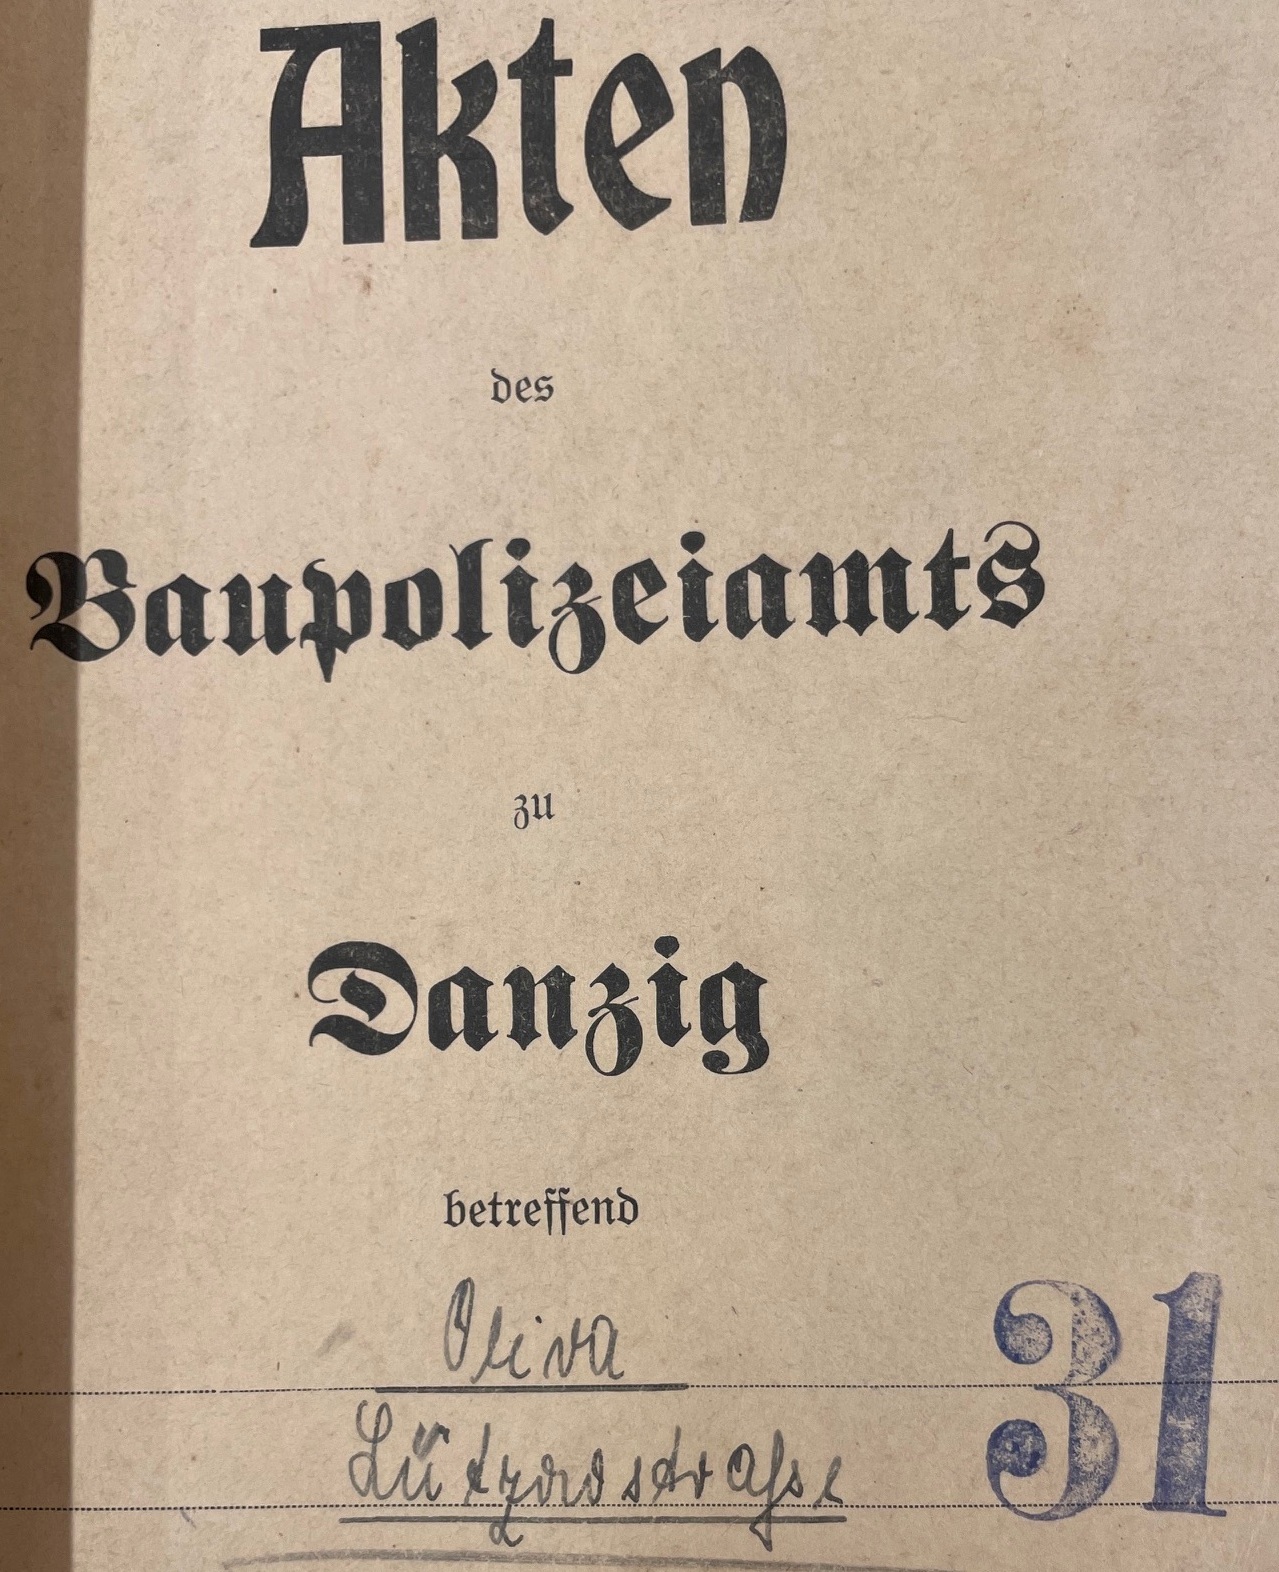 Akten
des
Baupolizeiamts
zu
Danzig
betreffend
Oliva
Lützowstraße 31